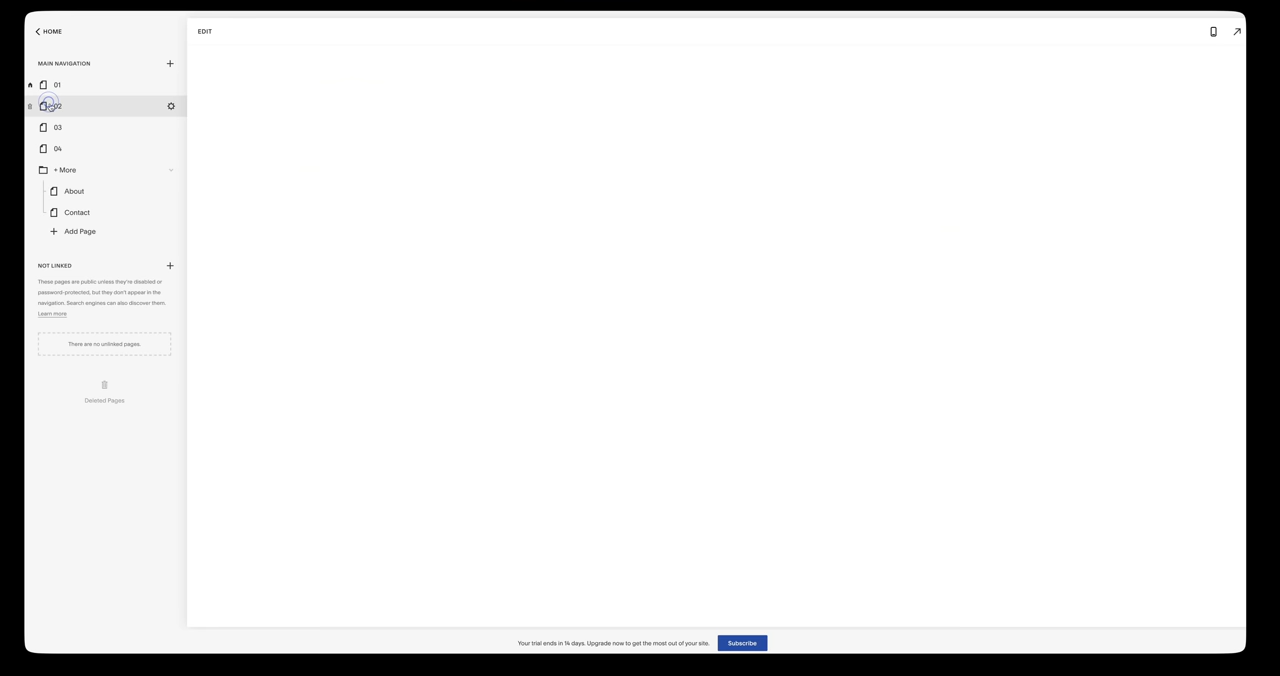 HOME
EDIT
MAIN NAVIGATION
01
02
03
04
+ More
About
Contact
Add Page
NOT LINKED
These pages are public unless they're disabled or
password-protected, but they don't appear in the
navigation. Search engines can also discover them.
Learn more
There are no unlinked pages.
Deleted Pages
Your trial ends in 14 days. Upgrade now to get the most out of your site.
Subscribe